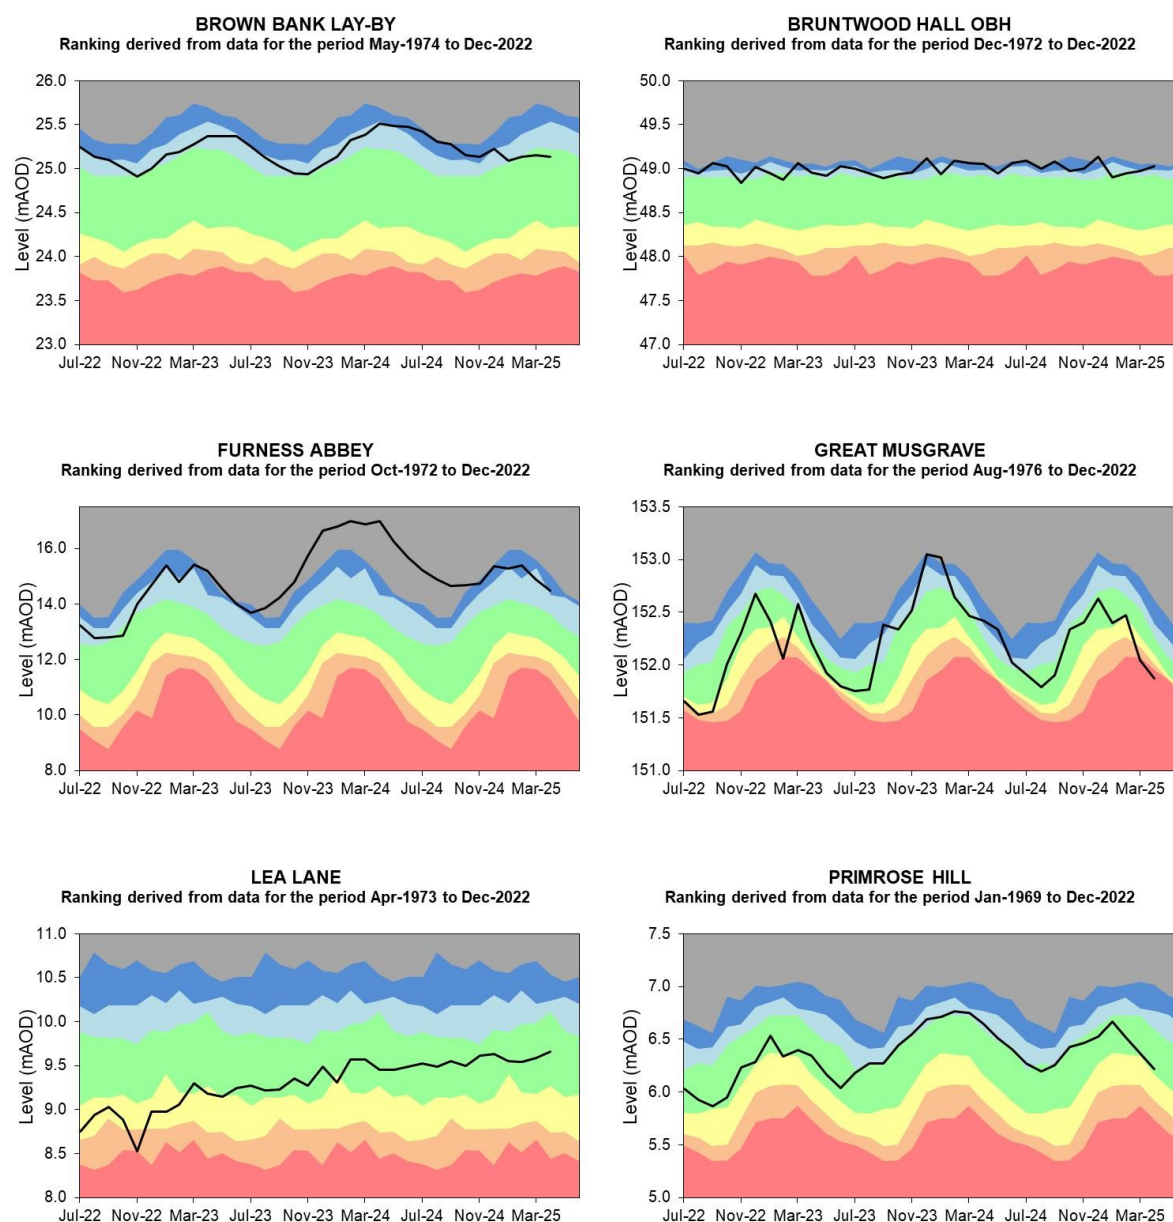 BROWN BANK LAY-BY
Ranking derived from data for the period May-1974 to Dec-2022
Level (mAOD)
26.0
25.5
25.0
24.5
24.0
23.5
23.0
Jul-22 Nov-22 Mar-23 Jul-23 Nov-23 Mar-24 Jul-24 Nov-24 Mar-25
BRUNTWOOD HALL OBH
Ranking derived from data for the period Dec-1972 to Dec-2022
Level (mAOD)
50.0
49.5
49.0
48.5
48.0
47.5
47.0
Jul-22 Nov-22 Mar-23 Jul-23 Nov-23 Mar-24 Jul-24 Nov-24 Mar-25
FURNESS ABBEY
Ranking derived from data for the period Oct-1972 to Dec-2022
Level (mAOD)
16.0
14.0
12.0
10.0
8.0
Jul-22 Nov-22 Mar-23 Jul-23 Nov-23 Mar-24 Jul-24 Nov-24 Mar-25
GREAT MUSGRAVE
Ranking derived from data for the period Aug-1976 to Dec-2022
Level (mAOD)
153.5
153.0
152.5
152.0
151.5
151.0
Jul-22 Nov-22 Mar-23 Jul-23 Nov-23 Mar-24 Jul-24 Nov-24 Mar-25
LEA LANE
Ranking derived from data for the period Apr-1973 to Dec-2022
Level (mAOD)
11.0
10.5
10.0
9.5
9.0
8.5
8.0
Jul-22 Nov-22 Mar-23 Jul-23 Nov-23 Mar-24 Jul-24 Nov-24 Mar-25
PRIMROSE HILL
Ranking derived from data for the period Jan-1969 to Dec-2022
Level (mAOD)
7.5
7.0
6.5
6.0
5.5
5.0
Jul-22 Nov-22 Mar-23 Jul-23 Nov-23 Mar-24 Jul-24 Nov-24 Mar-25